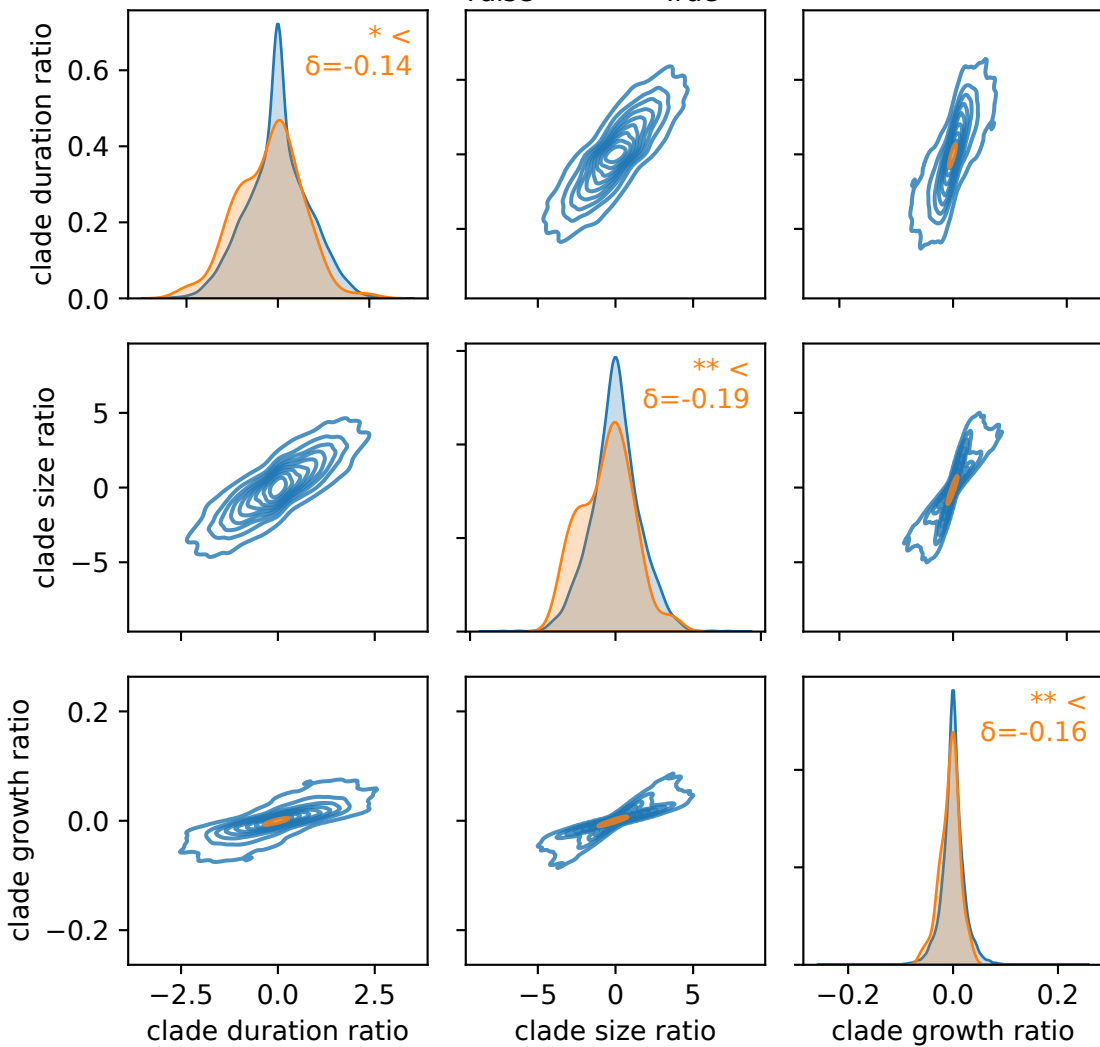 clade duration ratio
0.6
0.4
0.2
0.0
* <
δ=-0.14
clade size ratio
5
0
−5
** <
δ=-0.19
clade growth ratio
0.2
0.0
−0.2
** <
δ=-0.16
−2.5 0.0 2.5
−5 0 5
−0.2 0.0 0.2
clade duration ratio
clade size ratio
clade growth ratio